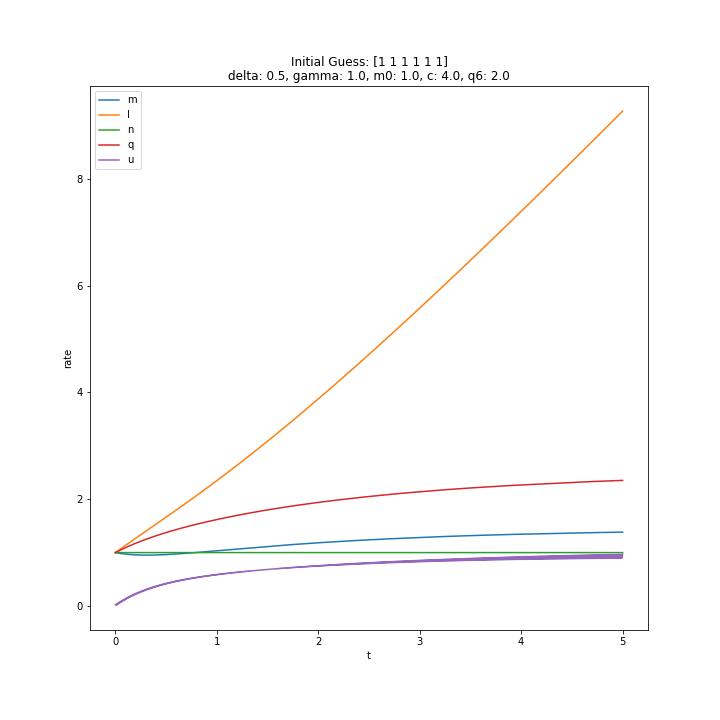 Initial Guess: [1 1 1 1 1 1]
delta: 0.5, gamma: 1.0, m0: 1.0, c: 4.0, q6: 2.0
m
l
n
q
u
8
6
4
2
0
rate
0 1 2 3 4 5
t